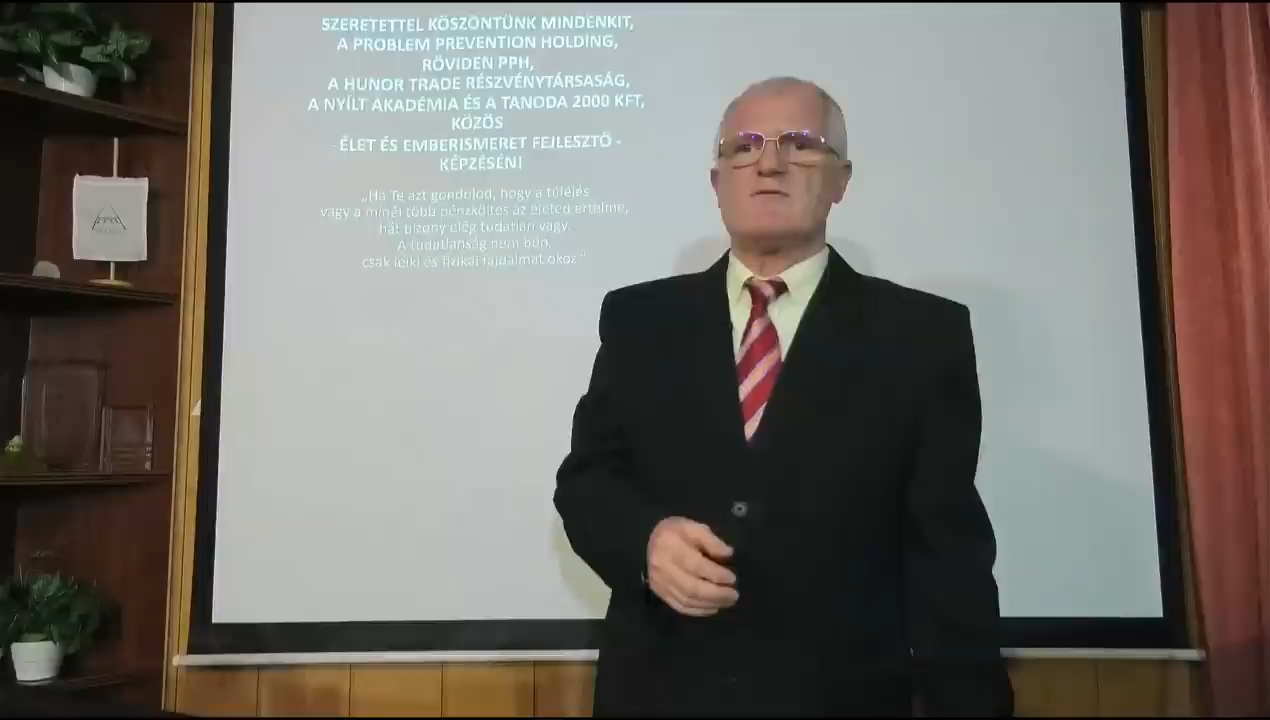 SZERETETTEL KÖSZÖNTÜNK MINDENKIT,
A PROBLEM PREVENTION HOLDING,
RÖVIDEN PPH,
A HUNOR TRADE RÉSZVÉNYTÁRSASÁG,
A NYÍLT AKADÉMIA ÉS A TANODA 2000 KFT,
KÖZÖS
- ÉLET ÉS EMBERISMERET FEJLESZTŐ -
KÉPZÉSÉN!
„Ha Te azt gondolod, hogy a túlélés
vagy a minél több pénzköltés az életed értelme,
hát bizony elég tudatlan vagy.
A tudatlanság nem bűn,
csak lelki és fizikai fájdalmat okoz.”